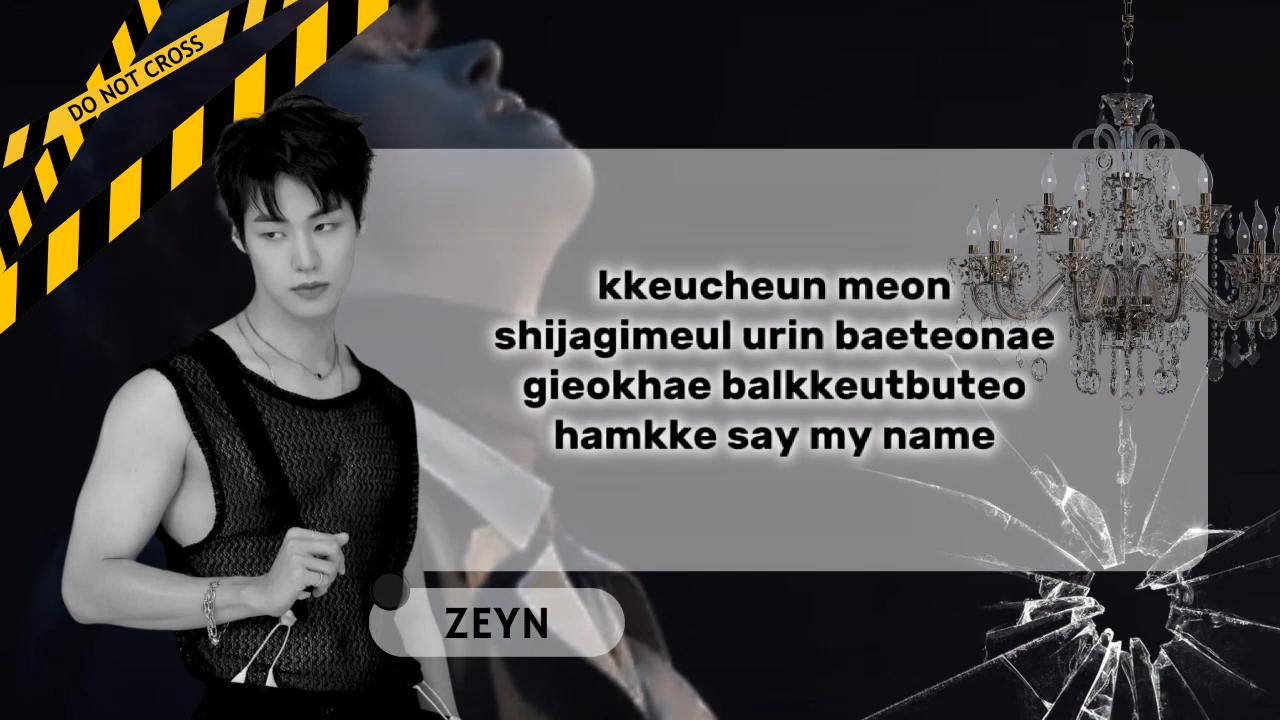 DO NOT CROSS
kkeucheun meon
shijagimeul urin baeteonae
gieokhae balkkeutbuteo
hamkke say my name
ZEYN